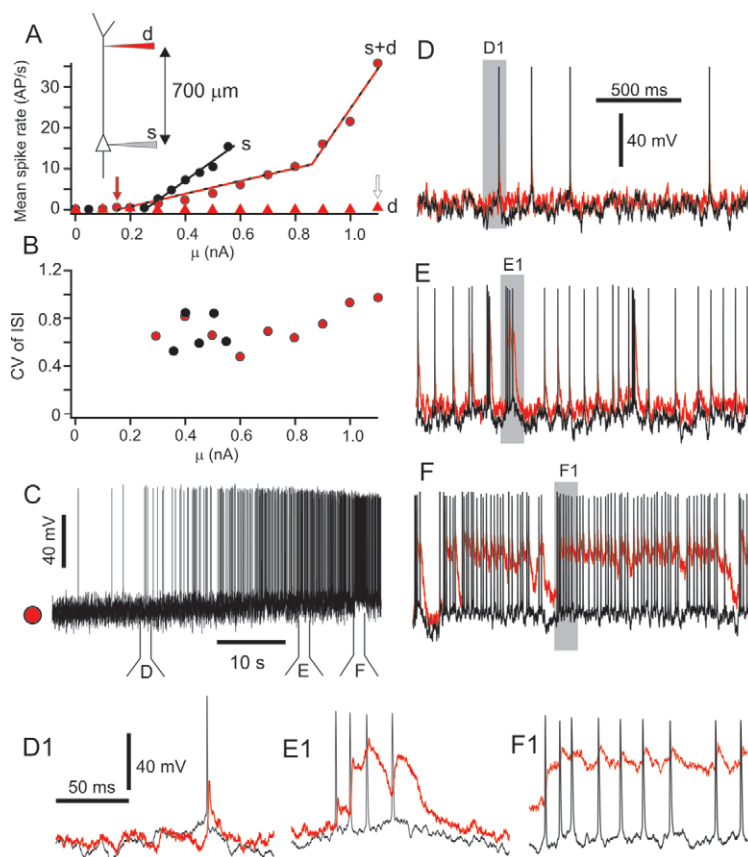 A
d
s+d
700 µm
s
s
d
Mean spike rate (AP/s)
30
20
10
0
0.0 0.2 0.4 0.6 0.8 1.0
µ (nA)
B
CV of ISI
1.2
0.8
0.4
0
0.0 0.2 0.4 0.6 0.8 1.0
µ (nA)
C
40 mV
10 s
D E F
D
D1
500 ms
40 mV
E
E1
F
F1
D1
40 mV
50 ms
E1
F1